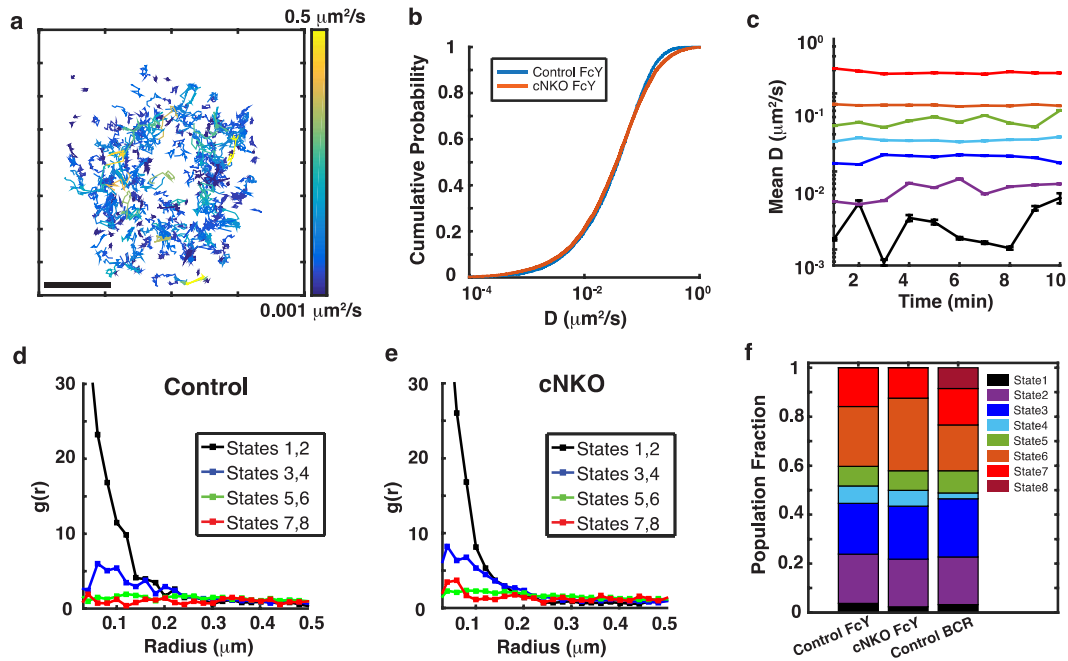 a
0.5 μm²/s
0.001 μm²/s
b
Cumulative Probability
1
0.8
0.6
0.4
0.2
0
Control FcY
cNKO FcY
10⁻⁴
10⁻²
10⁰
D (μm²/s)
c
Mean D (μm²/s)
10⁰
10⁻¹
10⁻²
10⁻³
2
4
6
8
10
Time (min)
d
Control
g(r)
30
20
10
0
States 1,2
States 3,4
States 5,6
States 7,8
0.1
0.2
0.3
0.4
0.5
Radius (μm)
e
cNKO
g(r)
30
20
10
0
States 1,2
States 3,4
States 5,6
States 7,8
0.1
0.2
0.3
0.4
0.5
Radius (μm)
f
Population Fraction
1
0.8
0.6
0.4
0.2
0
State1
State2
State3
State4
State5
State6
State7
State8
Control FcY
cNKO FcY
Control BCR